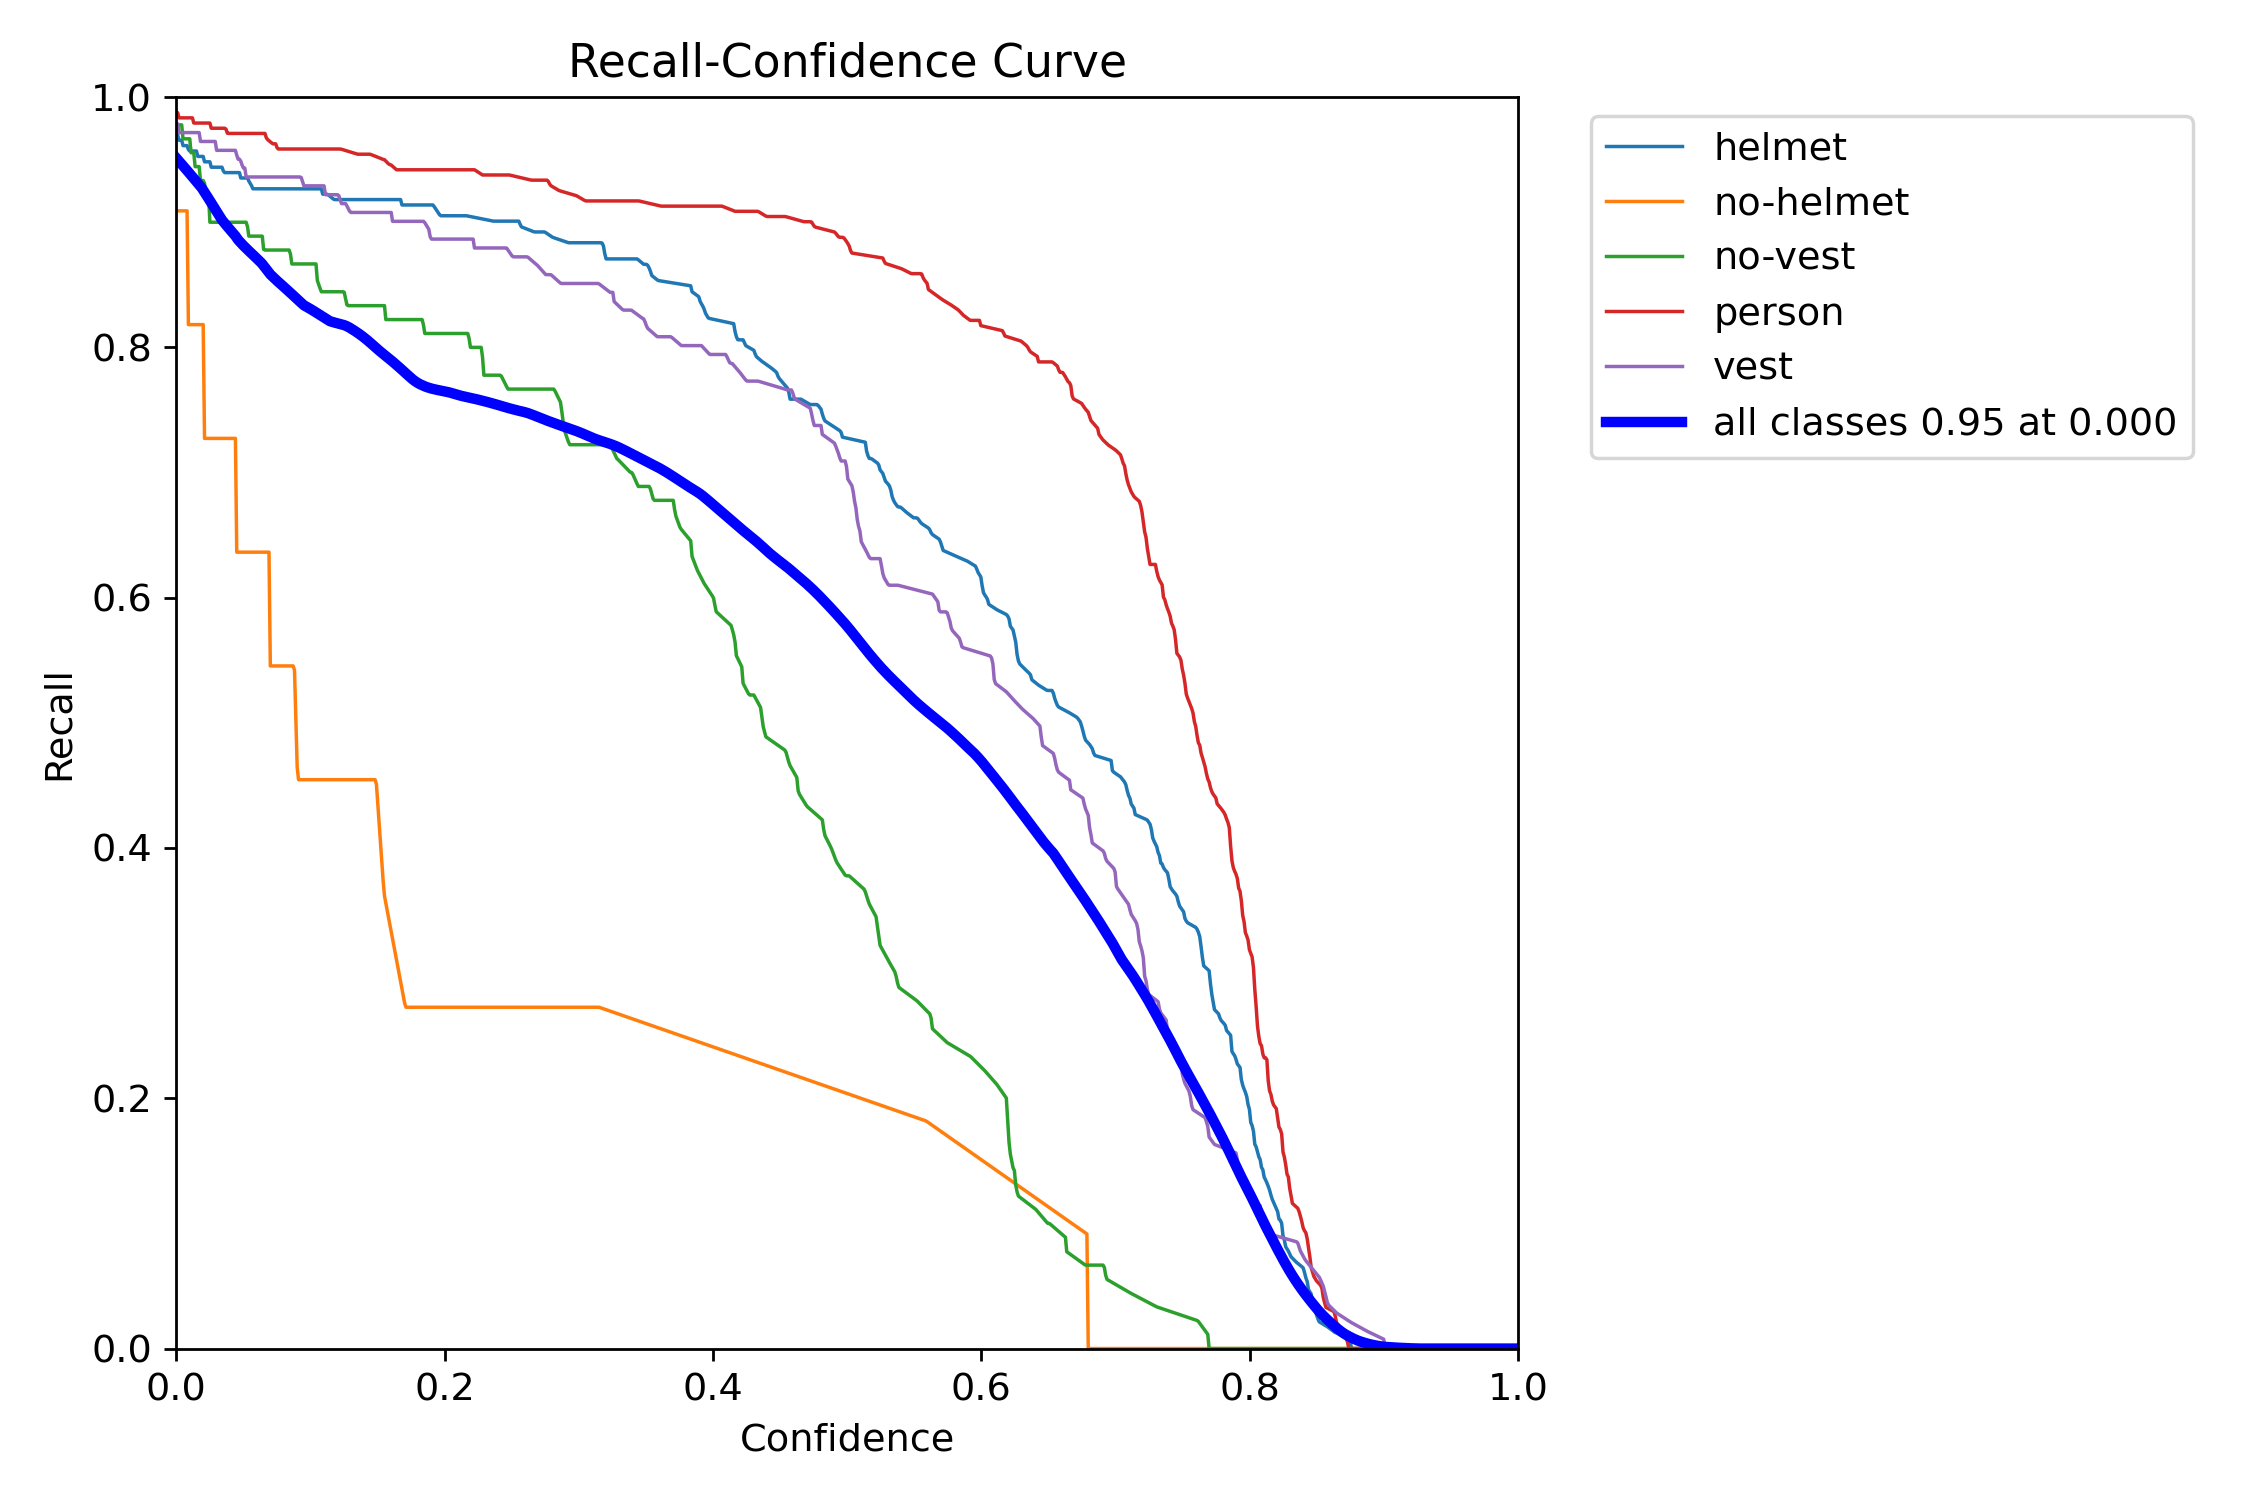 Recall-Confidence Curve
1.0
0.8
0.6
0.4
0.2
0.0
Recall
0.0 0.2 0.4 0.6 0.8 1.0
Confidence
helmet
no-helmet
no-vest
person
vest
all classes 0.95 at 0.000